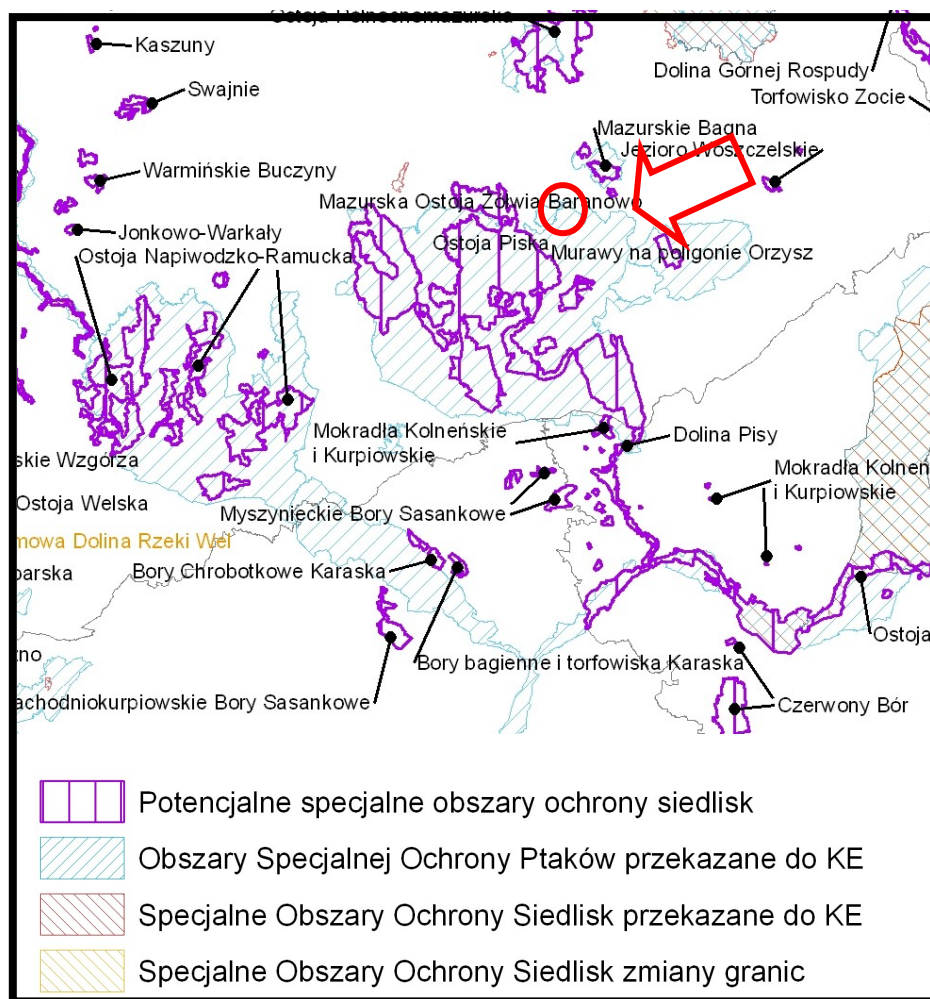 Ostoja Północnomazurska
Kaszuny
Dolina Górnej Rospudy
Swajnie
Torfowisko Zocie
Mazurskie Bagna
Jezioro Woszczelskie
Warmińskie Buczyny
Mazurska Ostoja Żółwia Baranowo
Jonkowo-Warkały
Ostoja Piska
Murawy na poligonie Orzysz
Ostoja Napiwodzko-Ramucka
Mokradła Kolneńskie
i Kurpiowskie
Dolina Pisy
skie Wzgórza
Mokradła Kolneń
i Kurpiowskie
Ostoja Welska
Myszynieckie Bory Sasankowe
mowa Dolina Rzeki Wel
parska
Bory Chrobotkowe Karaska
Ostoja
zno
Bory bagienne i torfowiska Karaska
achodniokurpiowskie Bory Sasankowe
Czerwony Bór
Potencjalne specjalne obszary ochrony siedlisk
Obszary Specjalnej Ochrony Ptaków przekazane do KE
Specjalne Obszary Ochrony Siedlisk przekazane do KE
Specjalne Obszary Ochrony Siedlisk zmiany granic